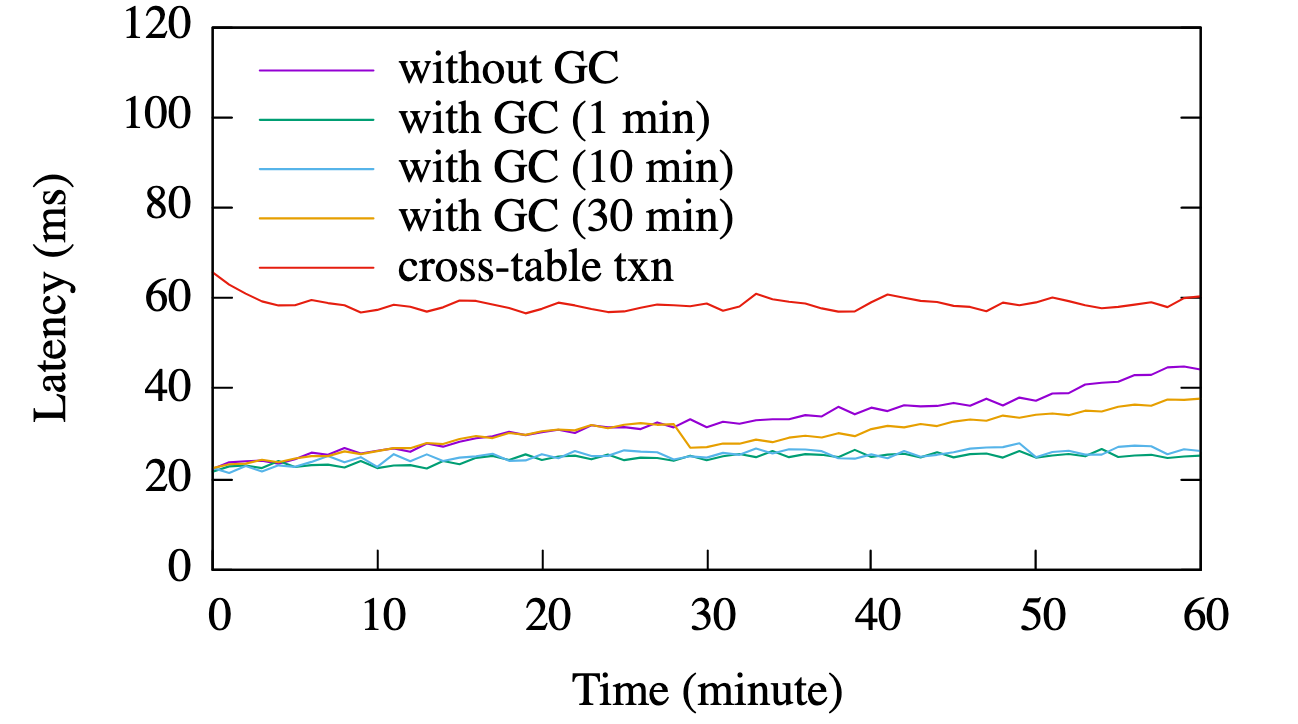 120
100
80
60
40
20
0
Latency (ms)
without GC
with GC (1 min)
with GC (10 min)
with GC (30 min)
cross-table txn
0 10 20 30 40 50 60
Time (minute)